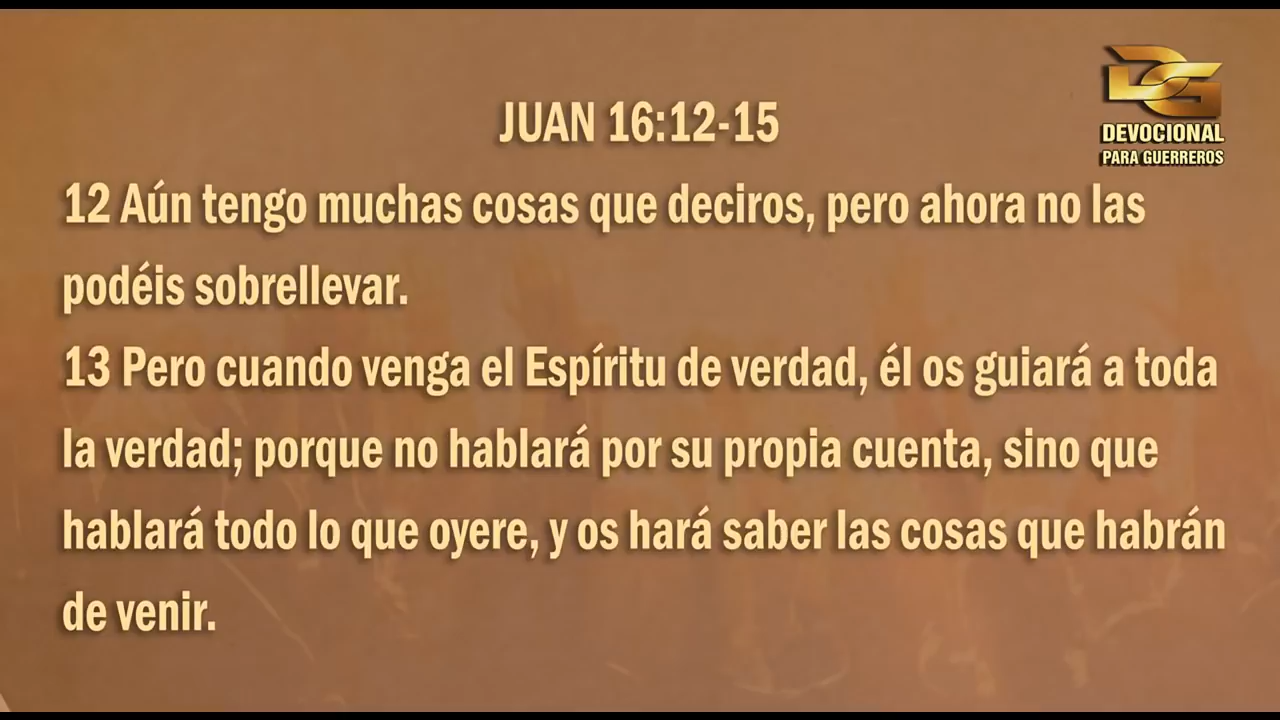 DG
DEVOCIONAL
PARA GUERREROS
JUAN 16:12-15
12 Aún tengo muchas cosas que deciros, pero ahora no las
podéis sobrellevar.
13 Pero cuando venga el Espíritu de verdad, él os guiará a toda
la verdad; porque no hablará por su propia cuenta, sino que
hablará todo lo que oyere, y os hará saber las cosas que habrán
de venir.